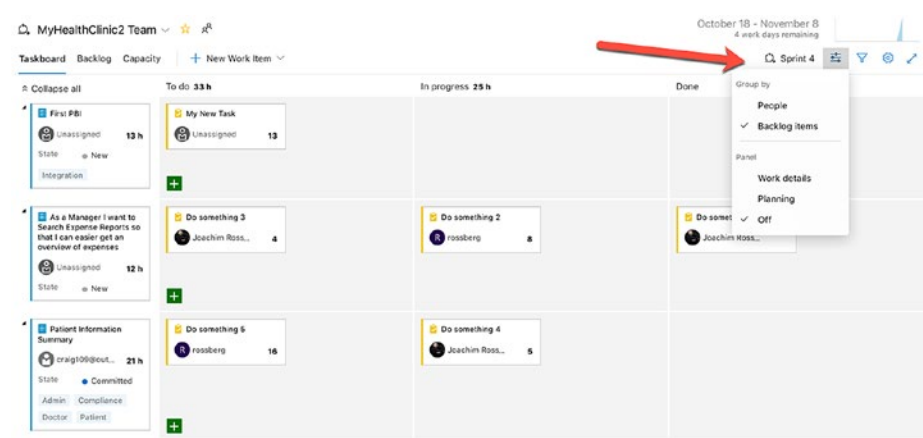 MyHealthClinic2 Team
October 18 - November 8
4 work days remaining
Taskboard Backlog Capacity + New Work Item
Sprint 4
Collapse all
To do 33 h
In progress 25 h
Done
Group by
People
Backlog items
Panel
Work details
Planning
Off
First PBI
Unassigned 13 h
State New
Integration
My New Task
Unassigned 13
As a Manager I want to
Search Expense Reports so
that I can easier get an
overview of expenses
Unassigned 12 h
State New
Do something 3
Joachim Ross... 4
Do something 2
R rossberg 8
Do somet
Joachim Ross...
Patient Information
Summary
craig109@out... 21 h
State Committed
Admin Compliance
Doctor Patient
Do something 5
R rossberg 16
Do something 4
Joachim Ross... 5